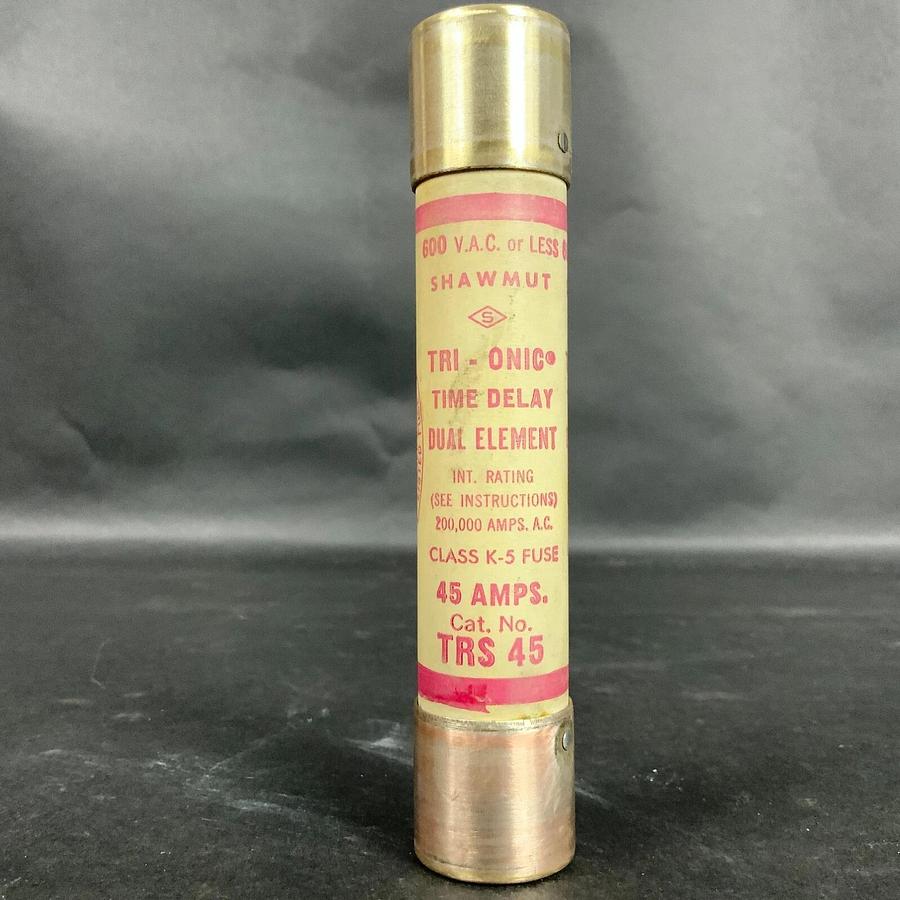 600 V.A.C. or LESS
SHAWMUT
S
TRI - ONIC®
TIME DELAY
DUAL ELEMENT
INT. RATING
(SEE INSTRUCTIONS)
200,000 AMPS. A.C.
CLASS K-5 FUSE
45 AMPS.
Cat. No.
TRS 45